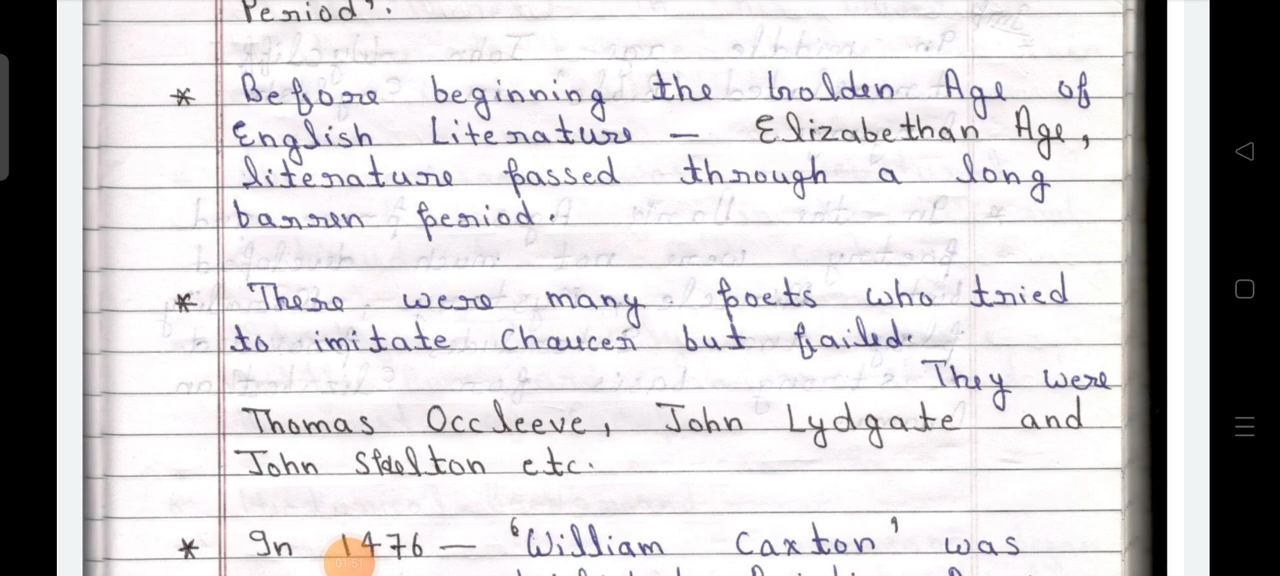 Period'.
* Before beginning the Golden Age of
English Literature — Elizabethan Age,
literature passed through a long
barren period.
* There were many poets who tried
to imitate Chaucer but failed.
They were
Thomas Occleeve, John Lydgate and
John Skelton etc.
* In 1476 — 'William Caxton' was
01:51